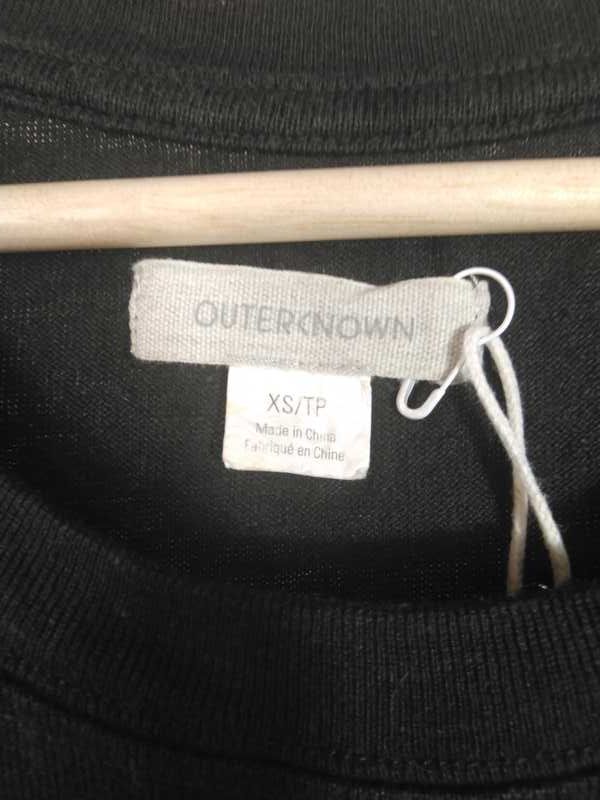 OUTERKNOWN
XS/TP
Made in China
Fabriqué en Chine